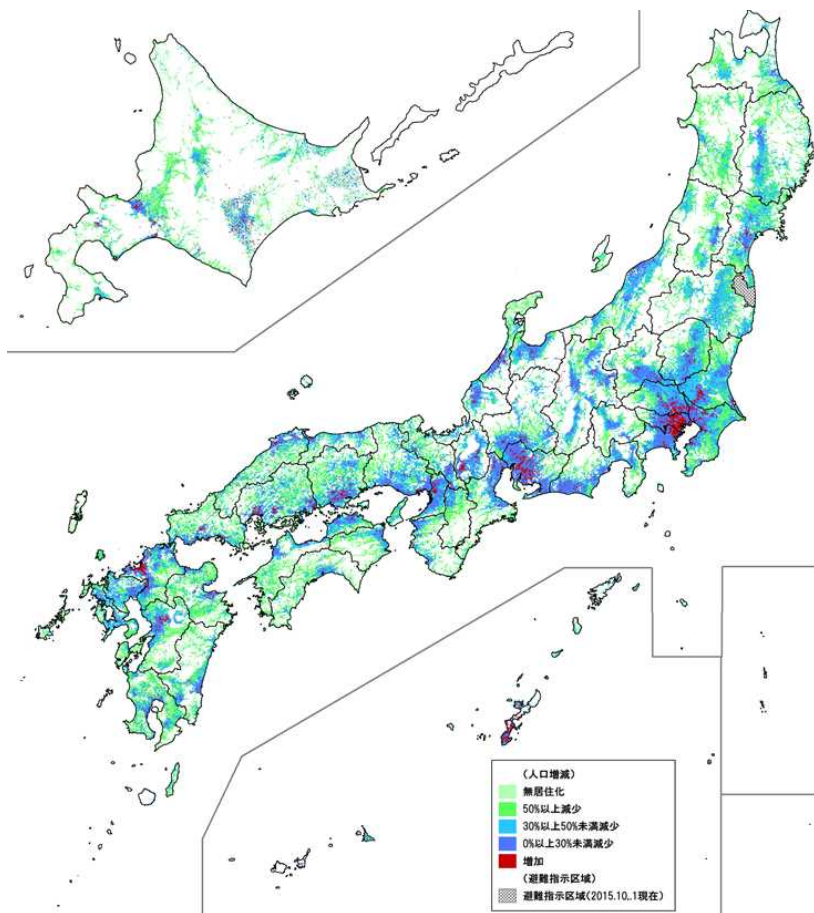 (人口増減)
無居住化
50%以上減少
30%以上50%未満減少
0%以上30%未満減少
増加
(避難指示区域)
避難指示区域(2015.10.1現在)